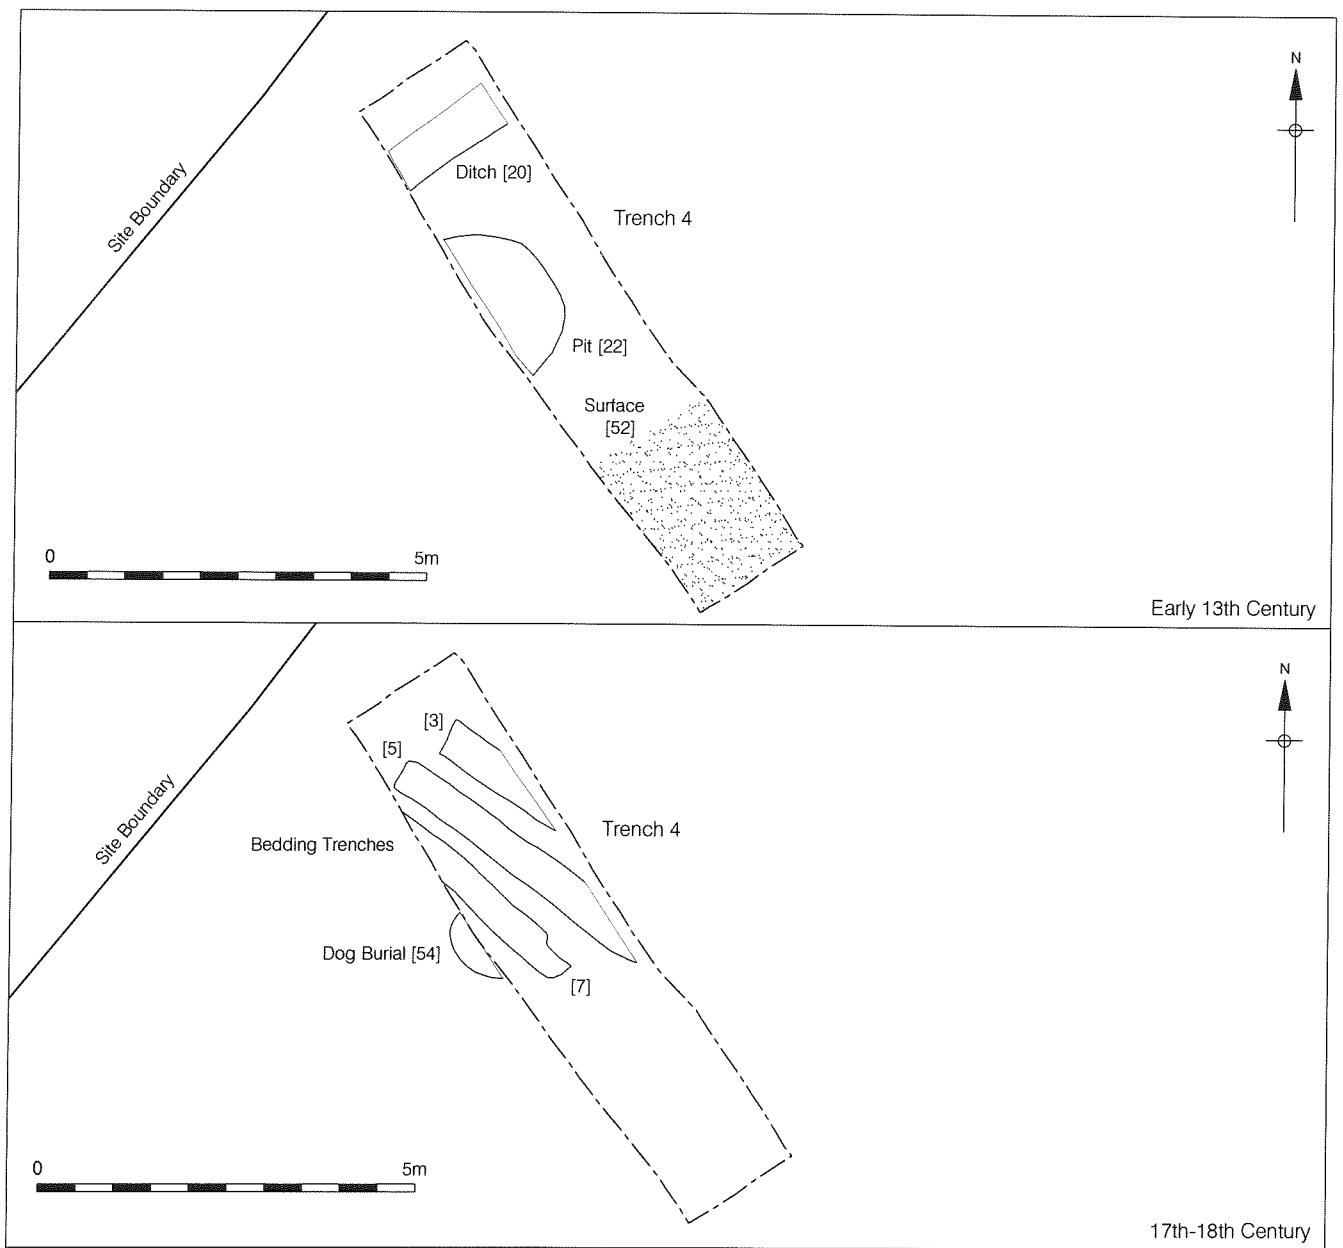 N
Site Boundary
Ditch [20]
Trench 4
Pit [22]
Surface
[52]
0 5m
Early 13th Century
N
[3]
[5]
Site Boundary
Trench 4
Bedding Trenches
Dog Burial [54]
[7]
0 5m
17th-18th Century